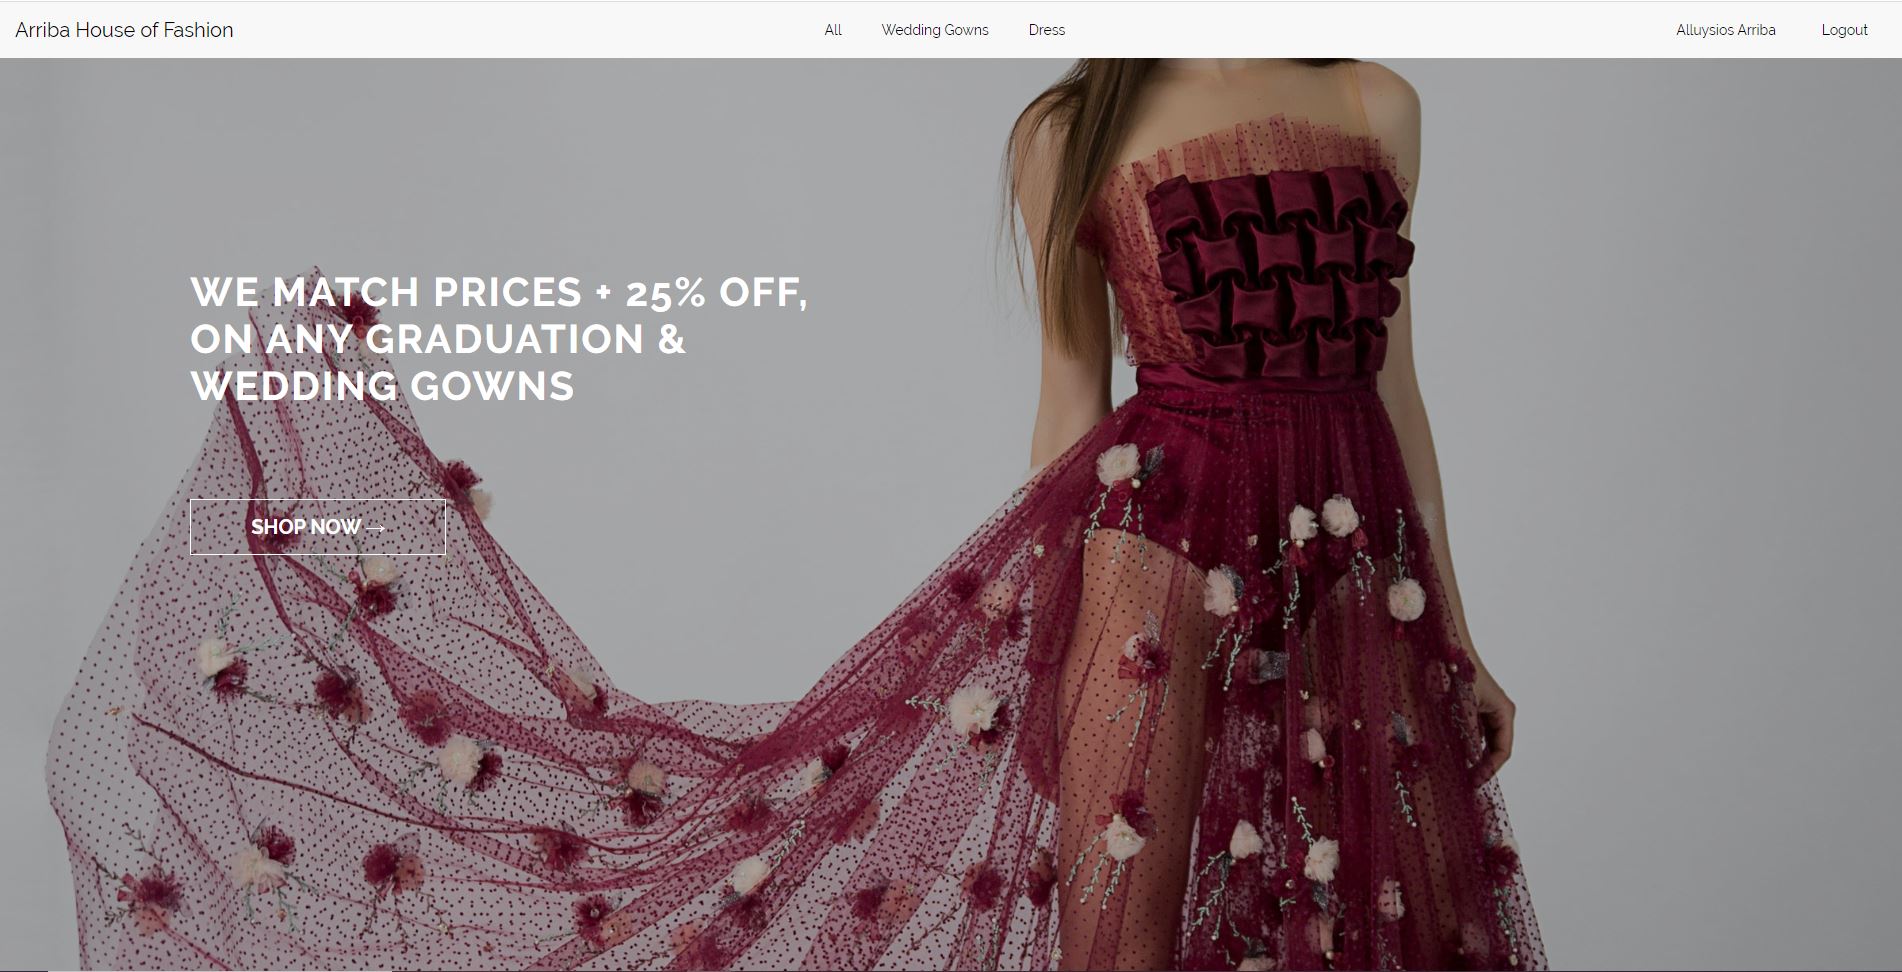 Arriba House of Fashion
All
Wedding Gowns
Dress
Alluysios Arriba
Logout
WE MATCH PRICES + 25% OFF,
ON ANY GRADUATION &
WEDDING GOWNS
SHOP NOW →